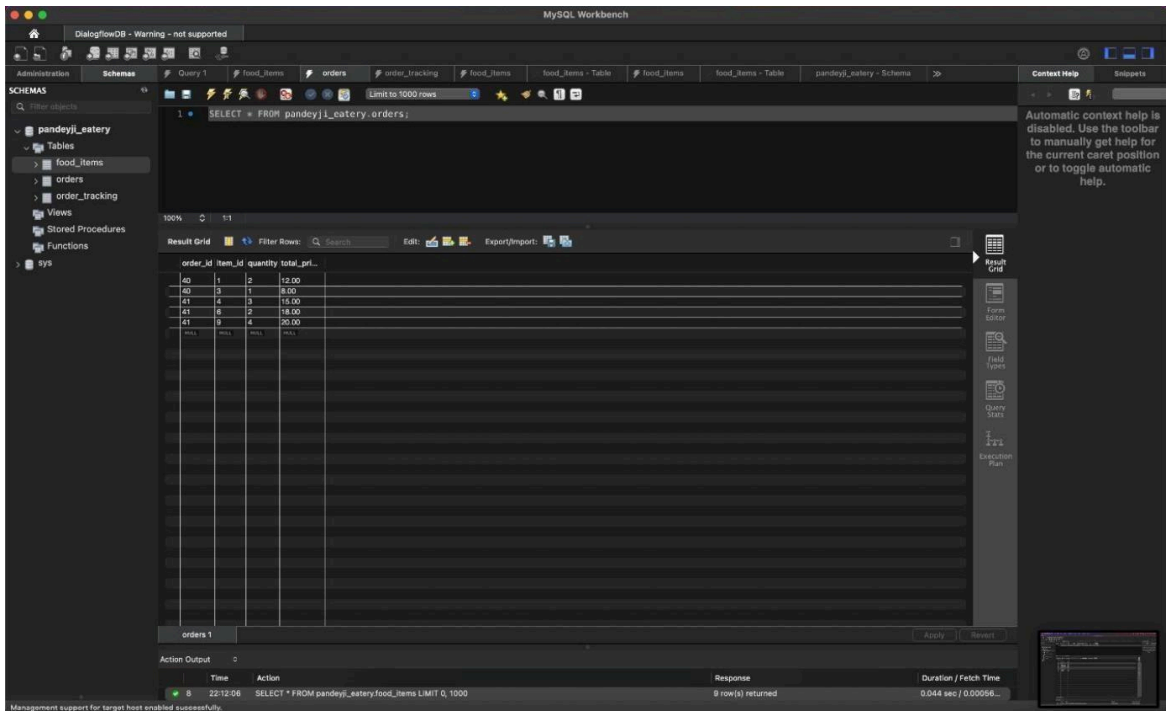 MySQL Workbench
DialogflowDB - Warning - not supported
Administration Schemas Query 1 food_items orders order_tracking food_items food_items - Table food_items food_items - Table pandeyji_eatery - Schema Context Help Snippets
SCHEMAS
Filter objects
Limit to 1000 rows
1 SELECT * FROM pandeyji_eatery.orders;
pandeyji_eatery
Tables
food_items
orders
order_tracking
Views
Stored Procedures
Functions
sys
Automatic context help is
disabled. Use the toolbar
to manually get help for
the current caret position
or to toggle automatic
help.
100% 1:1
Result Grid Filter Rows: Search Edit: Export/Import:
order_id item_id quantity total_pri...
40 1 2 12.00
40 3 1 8.00
41 4 3 15.00
41 6 2 18.00
41 9 4 20.00
NULL NULL NULL NULL
Result
Grid
Form
Editor
Field
Types
Query
Stats
Execution
Plan
orders 1 Apply Revert
Action Output
Time Action Response Duration / Fetch Time
8 22:12:06 SELECT * FROM pandeyji_eatery.food_items LIMIT 0, 1000 9 row(s) returned 0.044 sec / 0.00056...
Management support for target host enabled successfully.